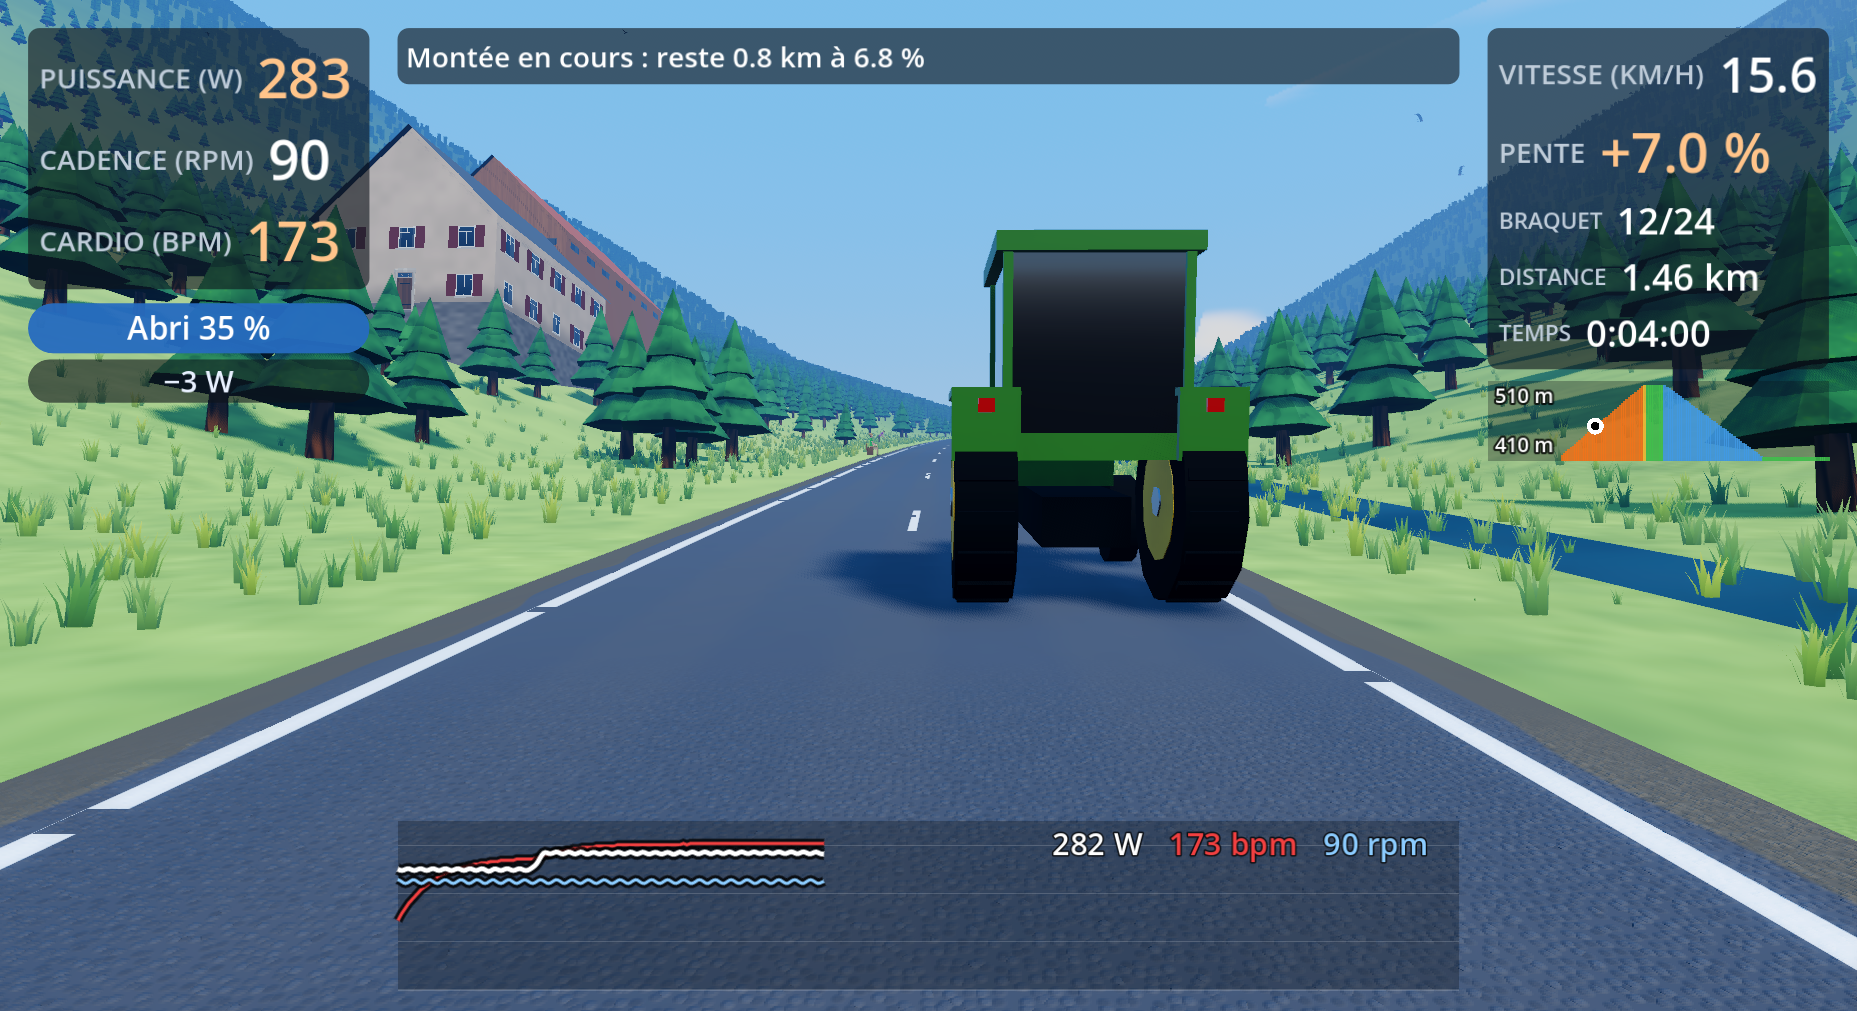 PUISSANCE (W) 283
CADENCE (RPM) 90
CARDIO (BPM) 173
Abri 35 %
−3 W
Montée en cours : reste 0.8 km à 6.8 %
VITESSE (KM/H) 15.6
PENTE +7.0 %
BRAQUET 12/24
DISTANCE 1.46 km
TEMPS 0:04:00
510 m
410 m
282 W 173 bpm 90 rpm